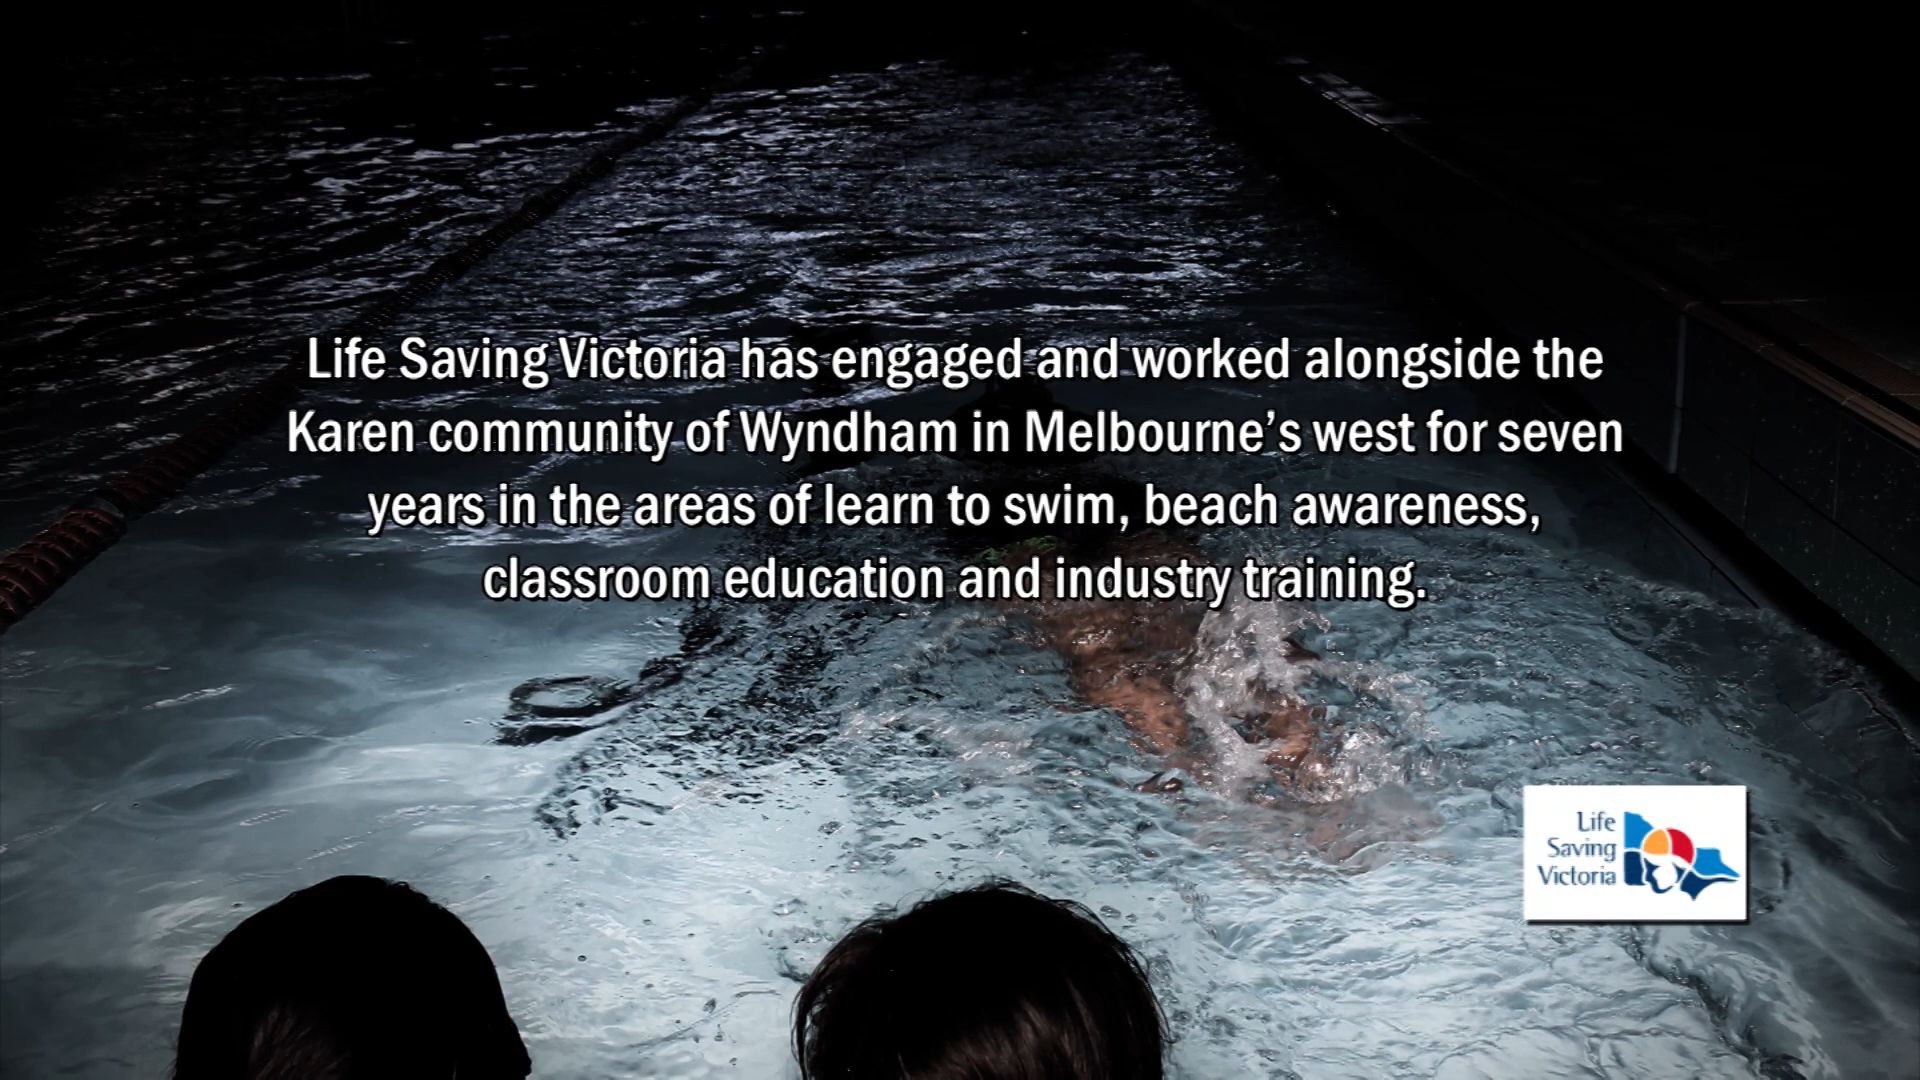 Life Saving Victoria has engaged and worked alongside the
Karen community of Wyndham in Melbourne’s west for seven
years in the areas of learn to swim, beach awareness,
classroom education and industry training.
Life
Saving
Victoria